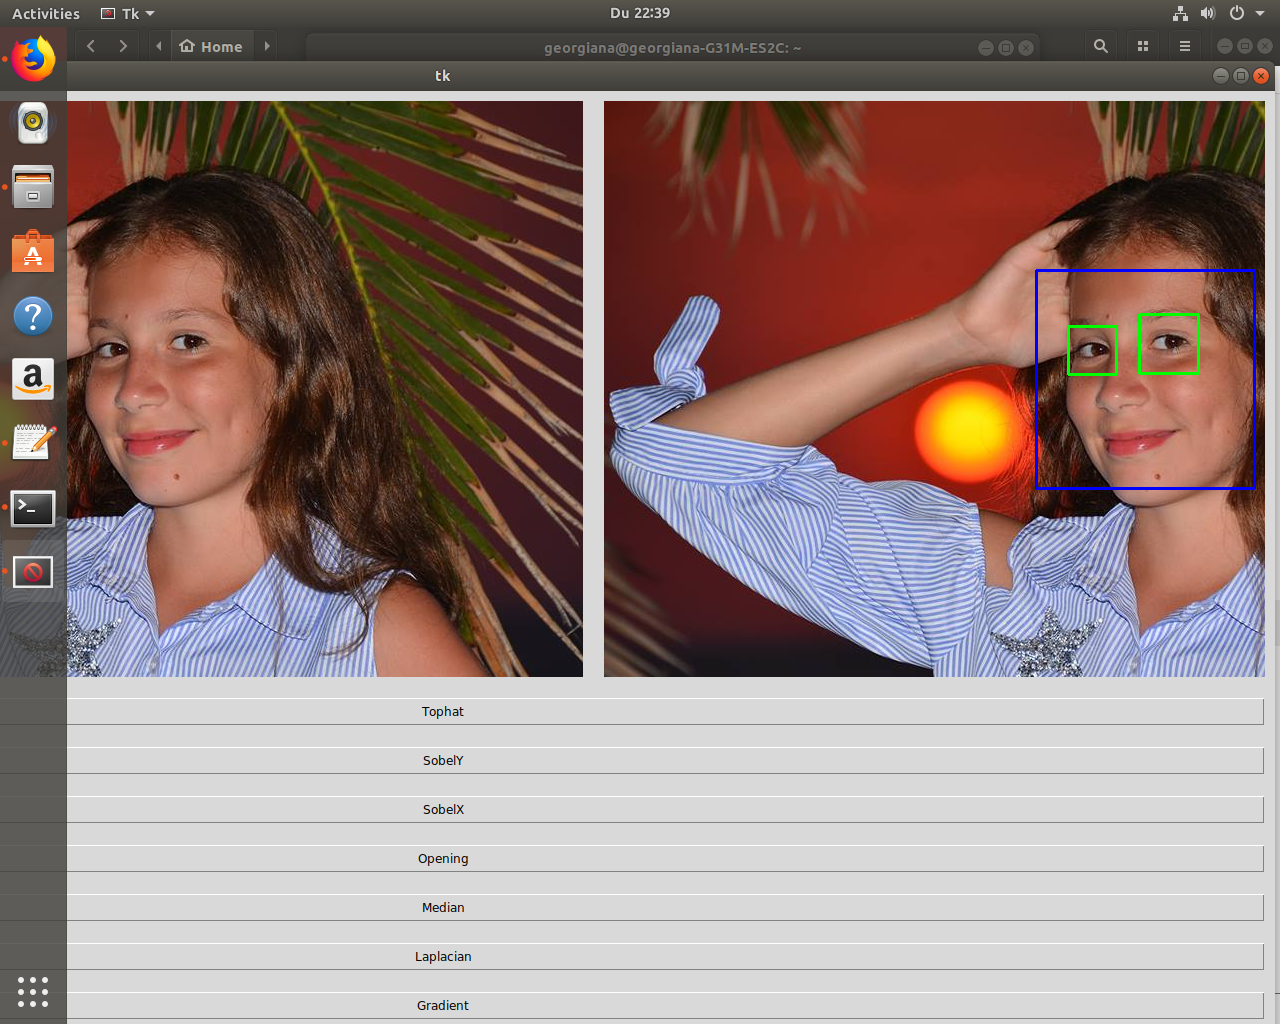 Activities Tk Du 22:39
Home georgiana@georgiana-G31M-ES2C: ~
tk
Tophat
SobelY
SobelX
Opening
Median
Laplacian
Gradient